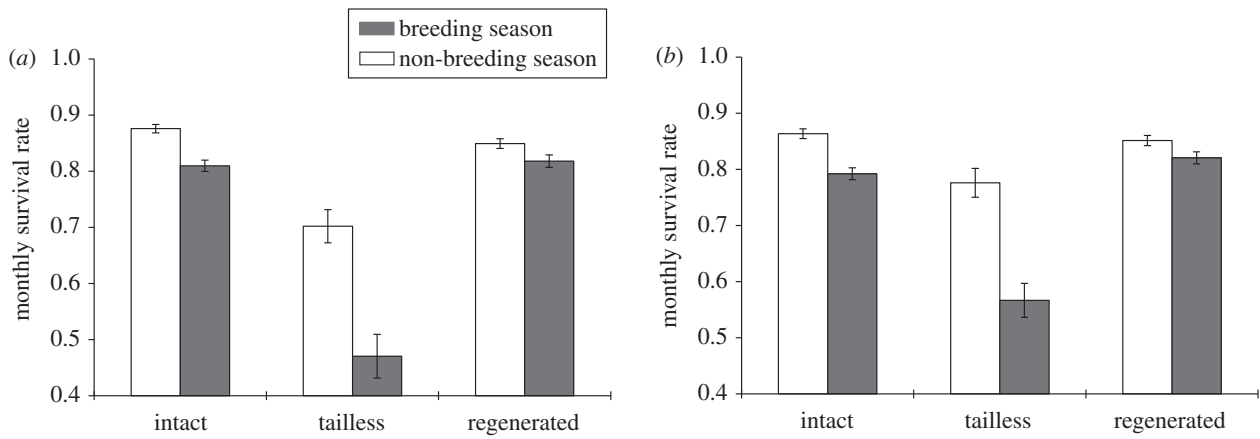 breeding season
non-breeding season
(a)
monthly survival rate
1.0
0.9
0.8
0.7
0.6
0.5
0.4
intact
tailless
regenerated
(b)
monthly survival rate
1.0
0.9
0.8
0.7
0.6
0.5
0.4
intact
tailless
regenerated